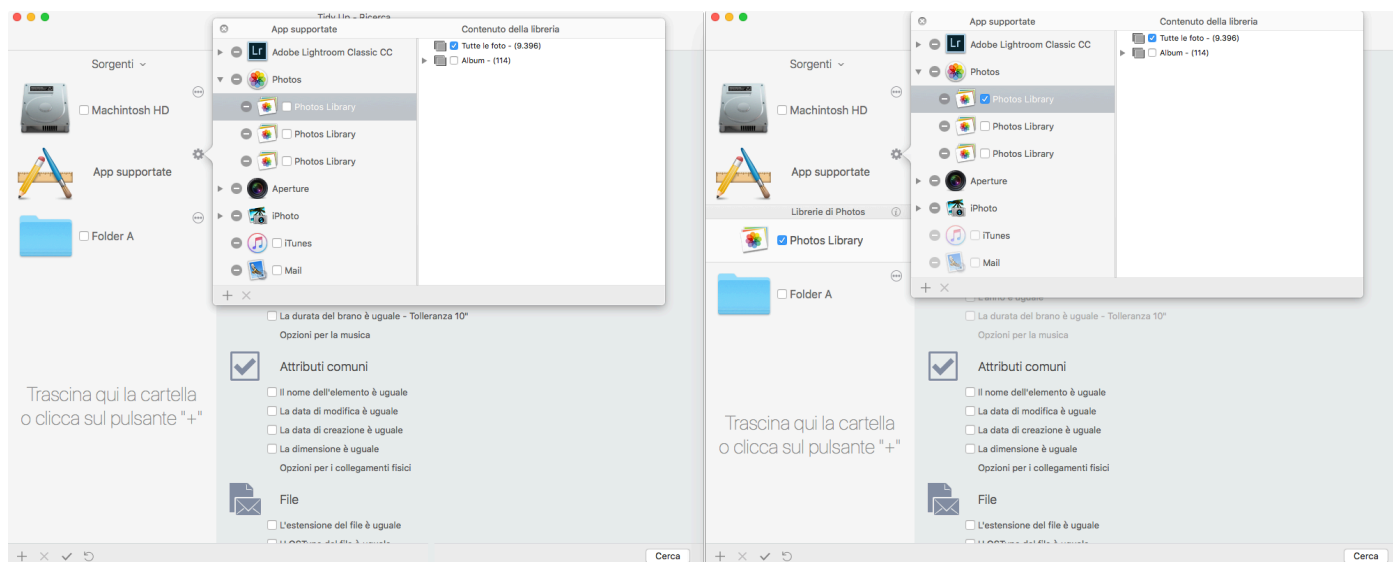 Tidy Up - Ricerca
App supportate
Contenuto della libreria
Lr Adobe Lightroom Classic CC
Tutte le foto - (9.396)
Album - (114)
Sorgenti
Photos
Machintosh HD
Photos Library
Photos Library
Photos Library
App supportate
Aperture
iPhoto
Folder A
iTunes
Mail
La durata del brano è uguale - Tolleranza 10"
Opzioni per la musica
Attributi comuni
Trascina qui la cartella
o clicca sul pulsante "+"
Il nome dell'elemento è uguale
La data di modifica è uguale
La data di creazione è uguale
La dimensione è uguale
Opzioni per i collegamenti fisici
File
L'estensione del file è uguale
Cerca
App supportate
Contenuto della libreria
Lr Adobe Lightroom Classic CC
Tutte le foto - (9.396)
Album - (114)
Sorgenti
Photos
Machintosh HD
Photos Library
Photos Library
Photos Library
App supportate
Aperture
Librerie di Photos
iPhoto
Photos Library
iTunes
Mail
Folder A
La durata del brano è uguale - Tolleranza 10"
Opzioni per la musica
Attributi comuni
Trascina qui la cartella
o clicca sul pulsante "+"
Il nome dell'elemento è uguale
La data di modifica è uguale
La data di creazione è uguale
La dimensione è uguale
Opzioni per i collegamenti fisici
File
L'estensione del file è uguale
Cerca